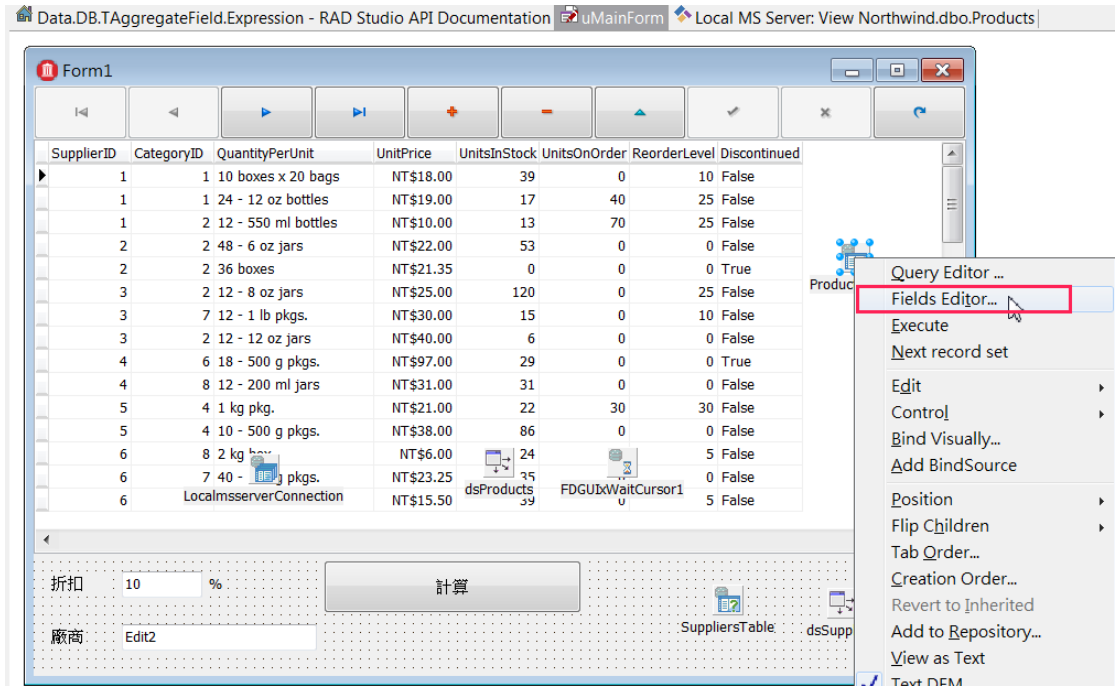 Data.DB.TAggregateField.Expression - RAD Studio API Documentation uMainForm Local MS Server: View Northwind.dbo.Products
Form1
SupplierID CategoryID QuantityPerUnit UnitPrice UnitsInStock UnitsOnOrder ReorderLevel Discontinued
1 1 10 boxes x 20 bags NT$18.00 39 0 10 False
1 1 24 - 12 oz bottles NT$19.00 17 40 25 False
1 2 12 - 550 ml bottles NT$10.00 13 70 25 False
2 2 48 - 6 oz jars NT$22.00 53 0 0 False
2 2 36 boxes NT$21.35 0 0 0 True
3 2 12 - 8 oz jars NT$25.00 120 0 25 False
3 7 12 - 1 lb pkgs. NT$30.00 15 0 10 False
3 2 12 - 12 oz jars NT$40.00 6 0 0 False
4 6 18 - 500 g pkgs. NT$97.00 29 0 0 True
4 8 12 - 200 ml jars NT$31.00 31 0 0 False
5 4 1 kg pkg. NT$21.00 22 30 30 False
5 4 10 - 500 g pkgs. NT$38.00 86 0 0 False
6 8 2 kg box NT$6.00 24 5 False
6 7 40 - g pkgs. NT$23.25 35 0 0 False
6 NT$15.50 39 0 5 False
LocalmsserverConnection
dsProducts
FDGUIxWaitCursor1
Produc
Query Editor ...
Fields Editor...
Execute
Next record set
Edit
Control
Bind Visually...
Add BindSource
Position
Flip Children
Tab Order...
Creation Order...
Revert to Inherited
Add to Repository...
View as Text
Text DFM
折扣 10 %
計算
廠商 Edit2
SuppliersTable
dsSupp